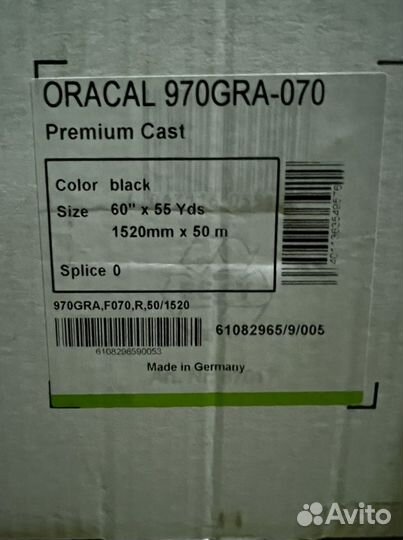 ORACAL 970GRA-070
Premium Cast
Color black
Size 60" x 55 Yds
1520mm x 50 m
Splice 0
970GRA,F070,R,50/1520
61082965/9/005
6108296590053
Made in Germany
Avito